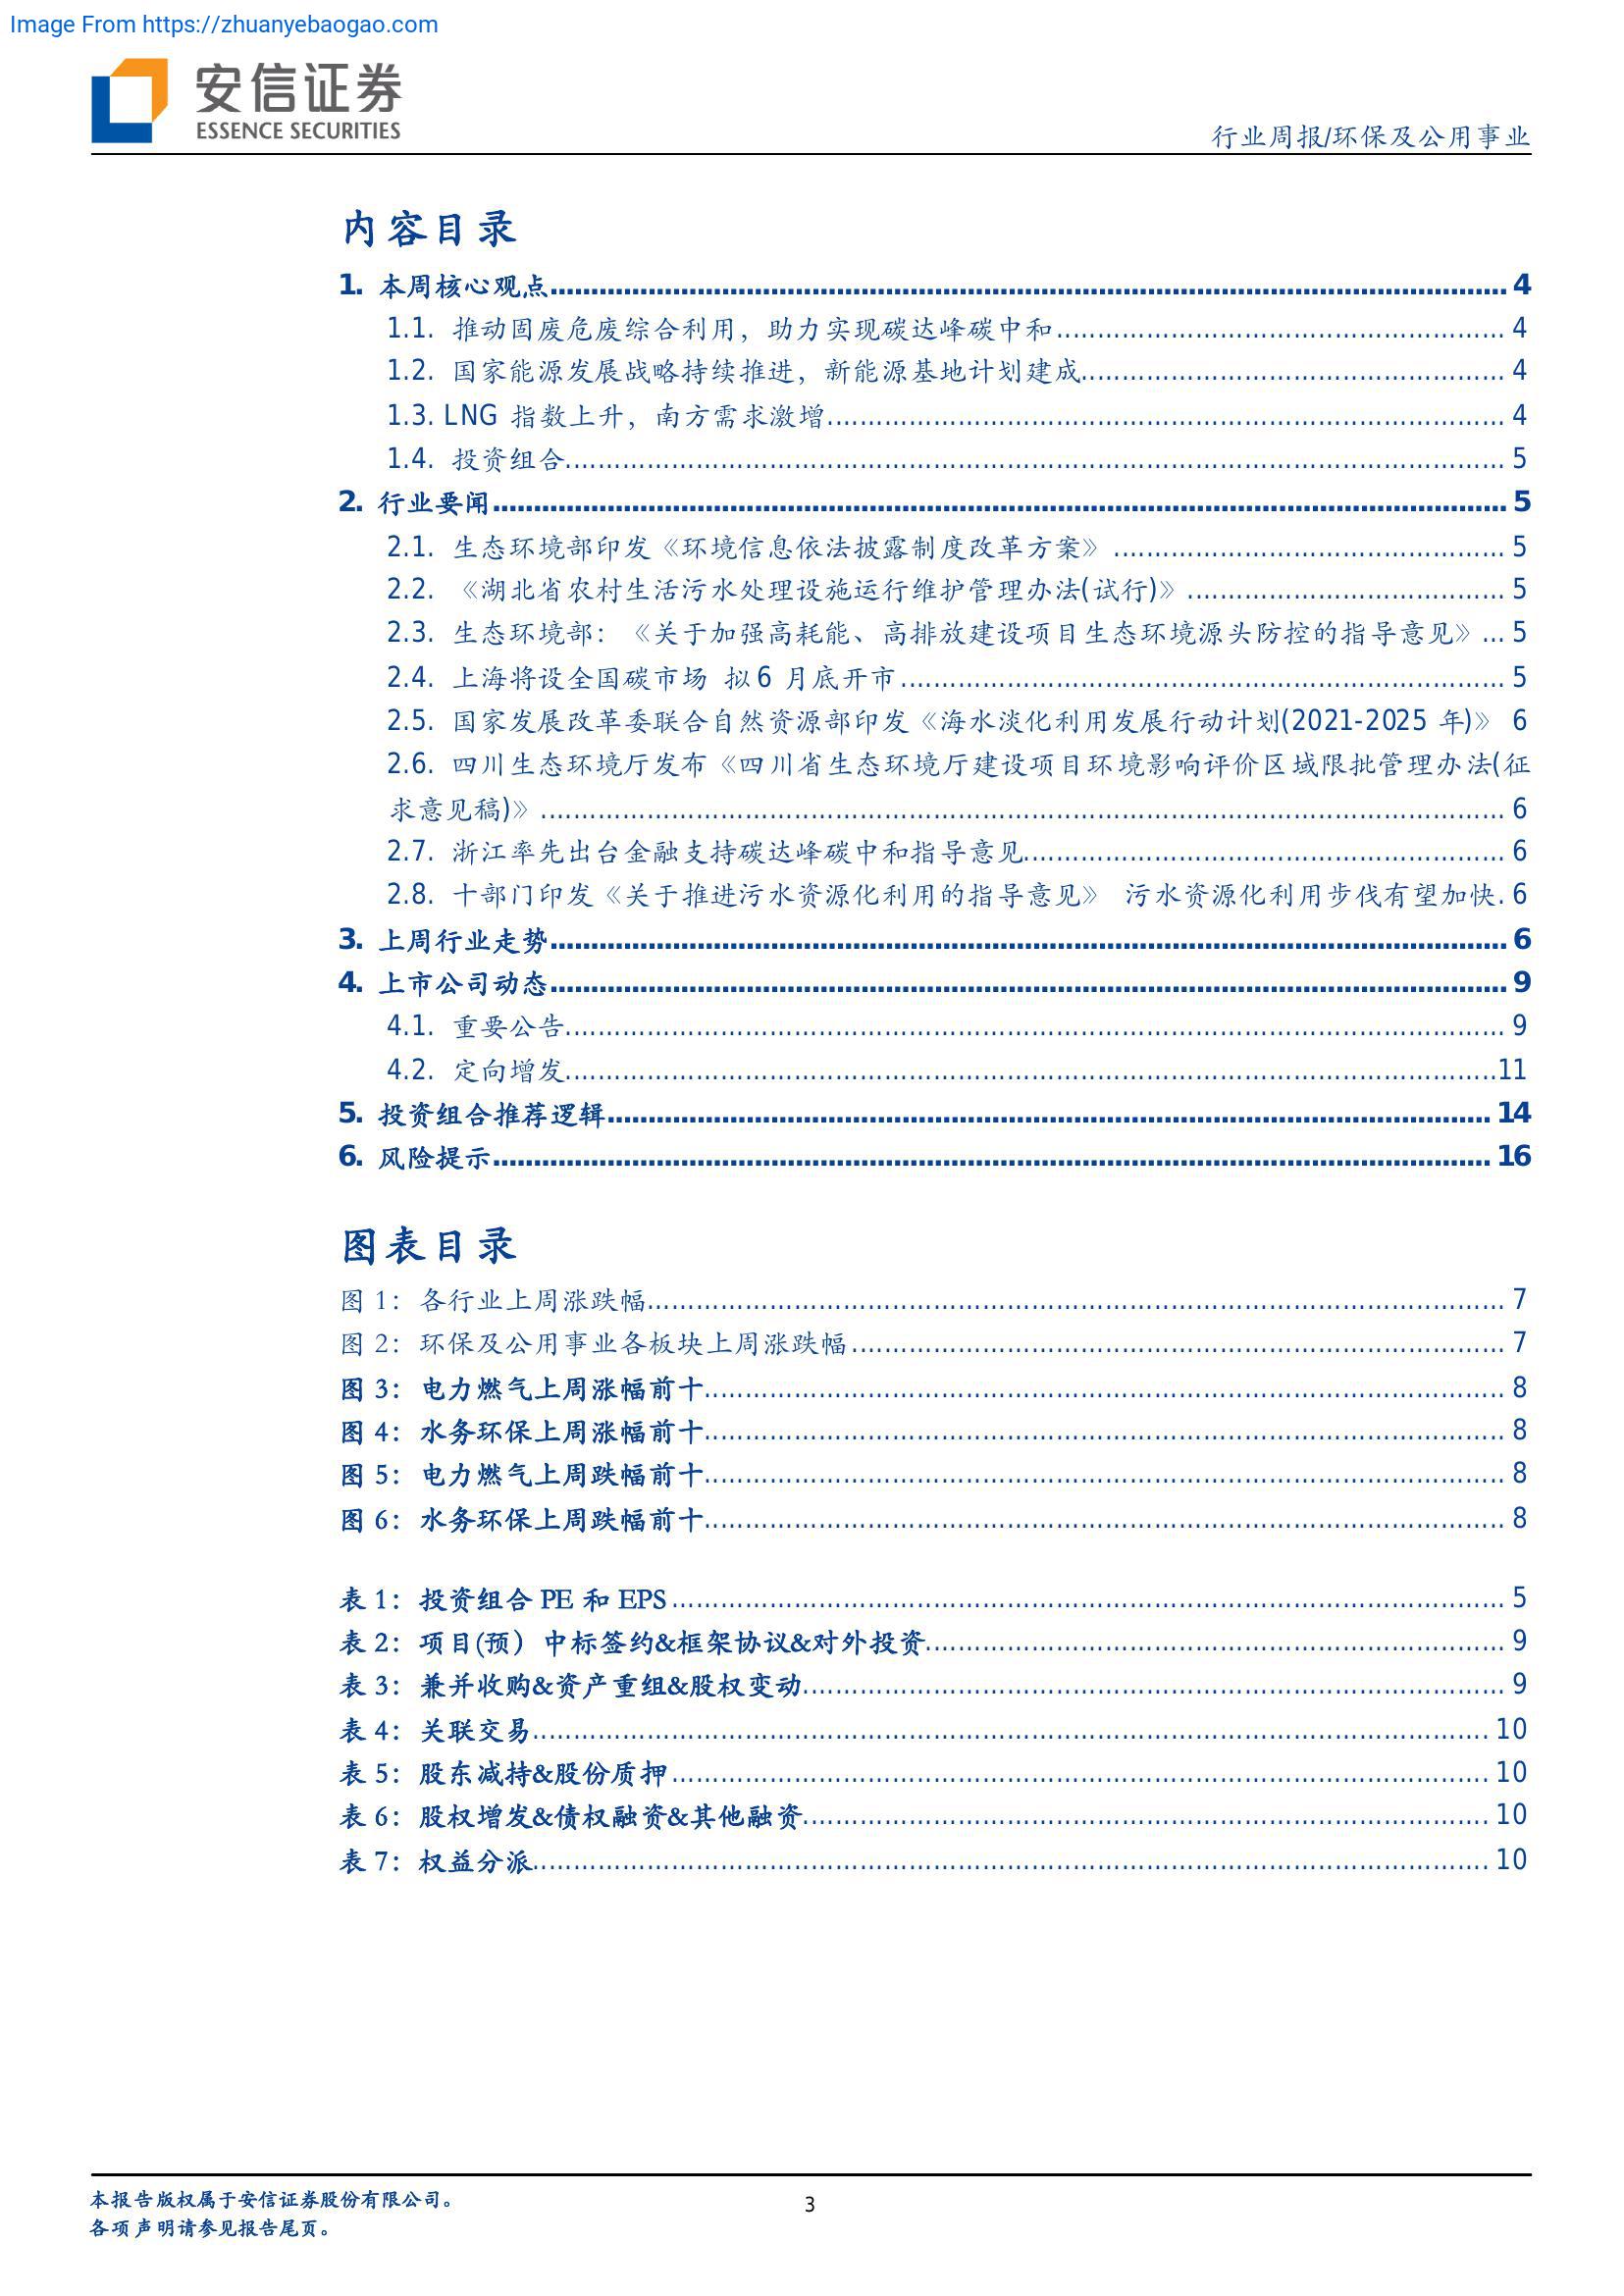 Image From https://zhuanyebaogao.com
安信证券
ESSENCE SECURITIES
行业周报/环保及公用事业
内容目录
1. 本周核心观点 4
1.1. 推动固废危废综合利用，助力实现碳达峰碳中和 4
1.2. 国家能源发展战略持续推进，新能源基地计划建成 4
1.3. LNG 指数上升，南方需求激增 4
1.4. 投资组合 5
2. 行业要闻 5
2.1. 生态环境部印发《环境信息依法披露制度改革方案》 5
2.2. 《湖北省农村生活污水处理设施运行维护管理办法(试行)》 5
2.3. 生态环境部：《关于加强高耗能、高排放建设项目生态环境源头防控的指导意见》 5
2.4. 上海将设全国碳市场 拟 6 月底开市 5
2.5. 国家发展改革委联合自然资源部印发《海水淡化利用发展行动计划(2021-2025 年)》 6
2.6. 四川生态环境厅发布《四川省生态环境厅建设项目环境影响评价区域限批管理办法(征
求意见稿)》 6
2.7. 浙江率先出台金融支持碳达峰碳中和指导意见 6
2.8. 十部门印发《关于推进污水资源化利用的指导意见》 污水资源化利用步伐有望加快. 6
3. 上周行业走势 6
4. 上市公司动态 9
4.1. 重要公告 9
4.2. 定向增发 11
5. 投资组合推荐逻辑 14
6. 风险提示 16
图表目录
图 1：各行业上周涨跌幅 7
图 2：环保及公用事业各板块上周涨跌幅 7
图 3：电力燃气上周涨幅前十 8
图 4：水务环保上周涨幅前十 8
图 5：电力燃气上周跌幅前十 8
图 6：水务环保上周跌幅前十 8
表 1：投资组合 PE 和 EPS 5
表 2：项目(预）中标签约&框架协议&对外投资 9
表 3：兼并收购&资产重组&股权变动 9
表 4：关联交易 10
表 5：股东减持&股份质押 10
表 6：股权增发&债权融资&其他融资 10
表 7：权益分派 10
本报告版权属于安信证券股份有限公司。
各项声明请参见报告尾页。
3